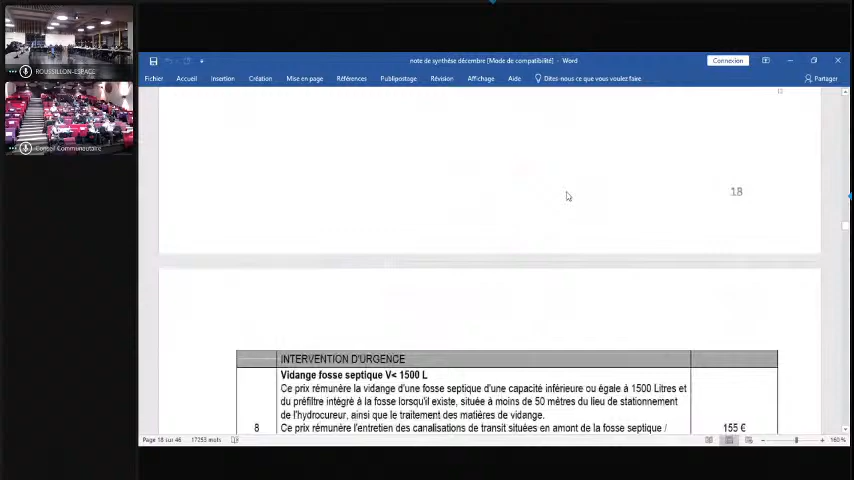 note de synthèse décembre [Mode de compatibilité] - Word
Connexion
Fichier Accueil Insertion Création Mise en page Références Publipostage Révision Affichage Aide Dites-nous ce que vous voulez faire Partager
ROUSSILLON-ESPACE
Conseil Communautaire
18
INTERVENTION D'URGENCE
Vidange fosse septique V< 1500 L
Ce prix rémunère la vidange d'une fosse septique d'une capacité inférieure ou égale à 1500 Litres et
du préfiltre intégré à la fosse lorsqu'il existe, située à moins de 50 mètres du lieu de stationnement
de l'hydrocureur, ainsi que le traitement des matières de vidange.
8 Ce prix rémunère l'entretien des canalisations de transit situées en amont de la fosse septique / 155 €
Page 18 sur 46 17253 mots 160 %